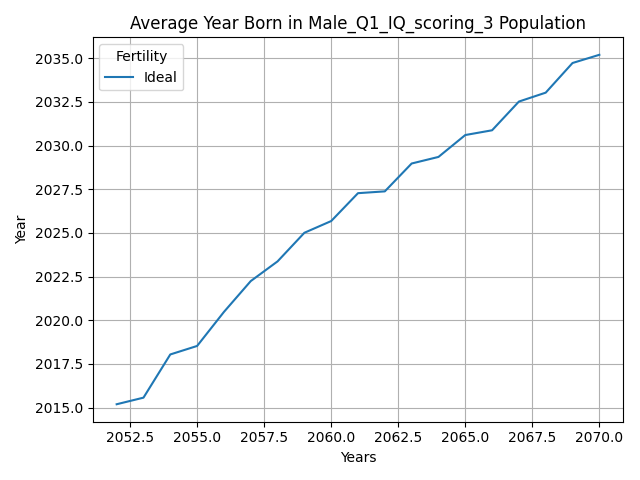 Average Year Born in Male_Q1_IQ_scoring_3 Population
Fertility
Ideal
2035.0
2032.5
2030.0
2027.5
2025.0
2022.5
2020.0
2017.5
2015.0
Year
2052.5 2055.0 2057.5 2060.0 2062.5 2065.0 2067.5 2070.0
Years